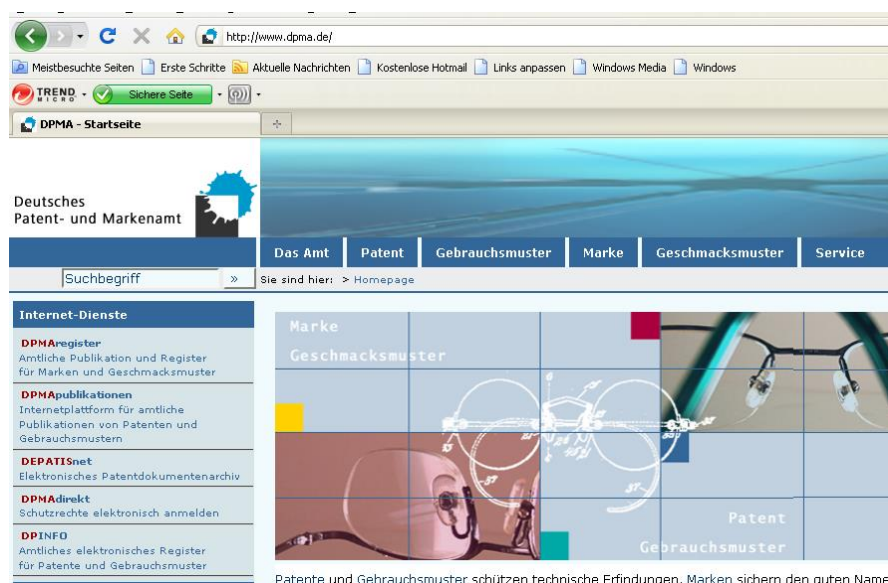 http://www.dpma.de/
Meistbesuchte Seiten Erste Schritte Aktuelle Nachrichten Kostenlose Hotmail Links anpassen Windows Media Windows
TREND MICRO Sichere Seite
DPMA - Startseite
Deutsches
Patent- und Markenamt
Das Amt Patent Gebrauchsmuster Marke Geschmacksmuster Service
Suchbegriff » Sie sind hier: > Homepage
Internet-Dienste
DPMAregister
Amtliche Publikation und Register
für Marken und Geschmacksmuster
DPMApublikationen
Internetplattform für amtliche
Publikationen von Patenten und
Gebrauchsmustern
DEPATISnet
Elektronisches Patentdokumentenarchiv
DPMAdirekt
Schutzrechte elektronisch anmelden
DPINFO
Amtliches elektronisches Register
für Patente und Gebrauchsmuster
Marke
Geschmacksmuster
Patent
Gebrauchsmuster
Patente und Gebrauchsmuster schützen technische Erfindungen. Marken sichern den guten Name